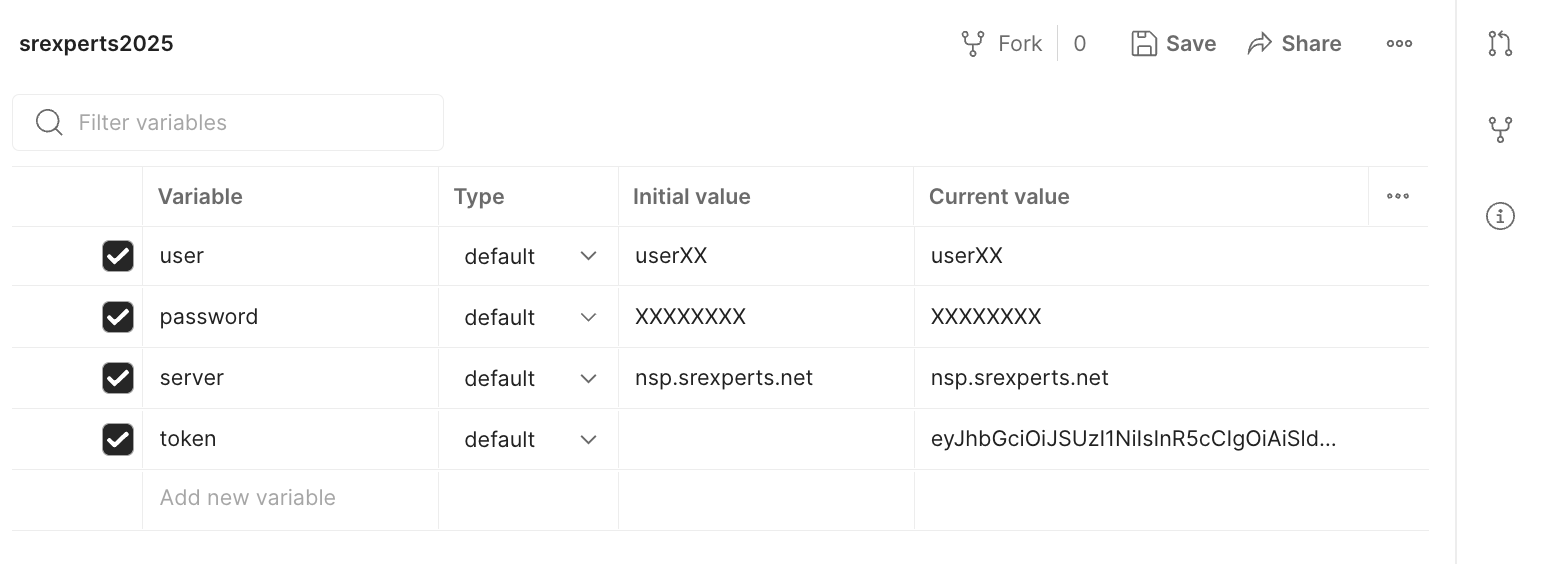 srexperts2025
Fork 0 Save Share
Filter variables
Variable Type Initial value Current value
user default userXX userXX
password default XXXXXXXX XXXXXXXX
server default nsp.srexperts.net nsp.srexperts.net
token default eyJhbGciOiJSUzI1NiIsInR5cCIgOiAiSld...
Add new variable